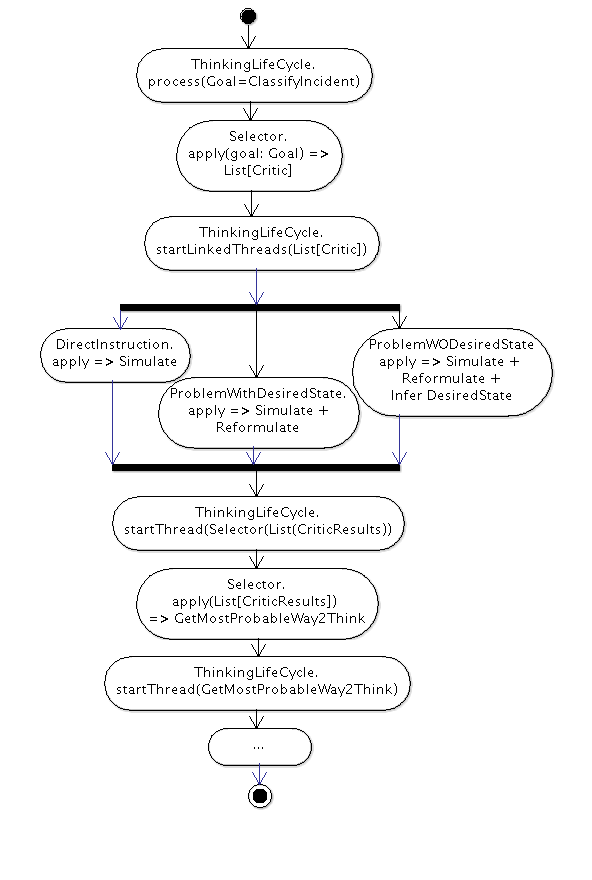 ThinkingLifeCycle.
process(Goal=ClassifyIncident)
Selector.
apply(goal: Goal) =>
List[Critic]
ThinkingLifeCycle.
startLinkedThreads(List[Critic])
DirectInstruction.
apply => Simulate
ProblemWithDesiredState.
apply => Simulate +
Reformulate
ProblemWODesiredState
apply => Simulate +
Reformulate +
Infer DesiredState
ThinkingLifeCycle.
startThread(Selector(List(CriticResults))
Selector.
apply(List[CriticResults])
=> GetMostProbableWay2Think
ThinkingLifeCycle.
startThread(GetMostProbableWay2Think)
...